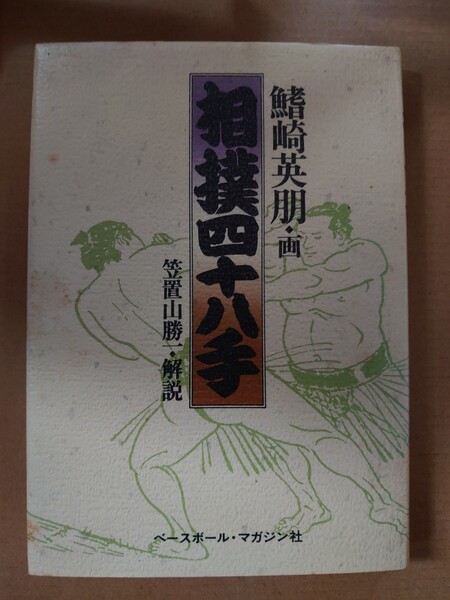 鰭崎英朋・画
相撲四十八手
笠置山勝一・解説
ベースボール・マガジン社